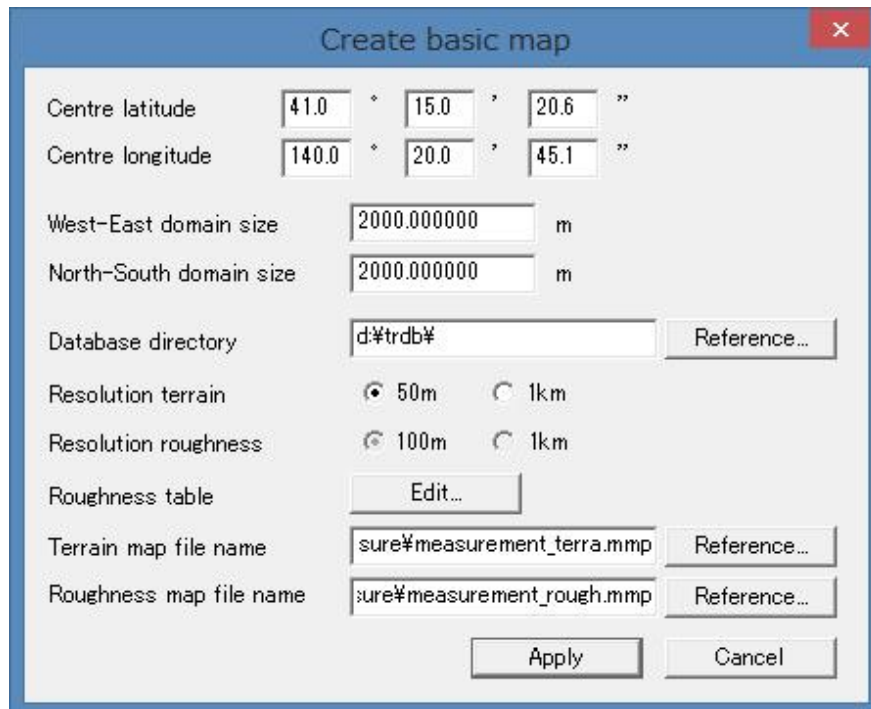 Create basic map
Centre latitude 41.0 ° 15.0 ’ 20.6 ”
Centre longitude 140.0 ° 20.0 ’ 45.1 ”
West-East domain size 2000.000000 m
North-South domain size 2000.000000 m
Database directory d:¥trdb¥ Reference...
Resolution terrain 50m 1km
Resolution roughness 100m 1km
Roughness table Edit...
Terrain map file name sure¥measurement_terra.mmp Reference...
Roughness map file name sure¥measurement_rough.mmp Reference...
Apply Cancel